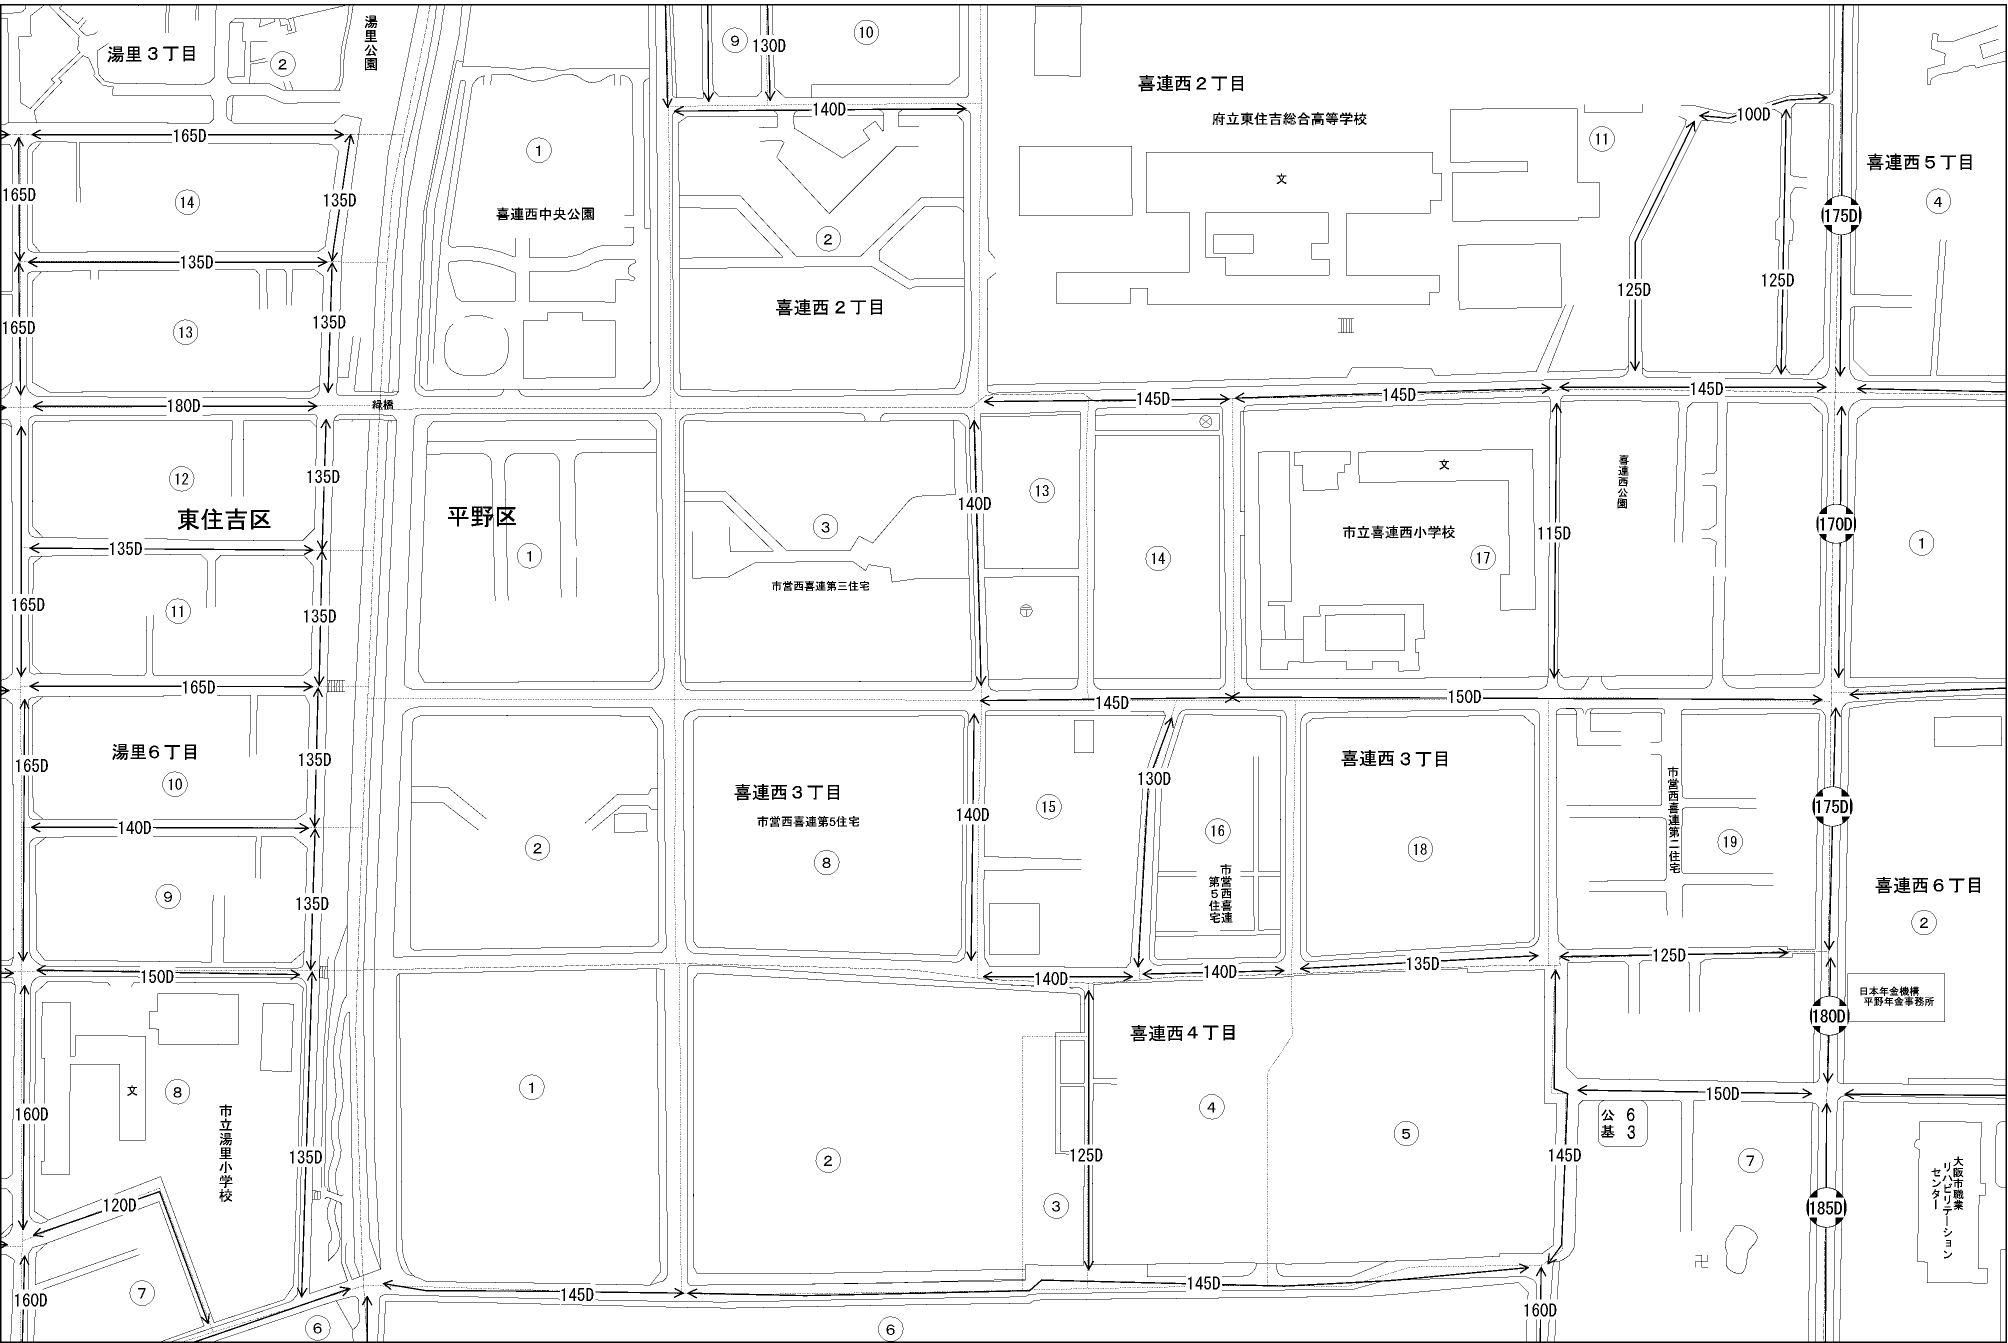 湯里３丁目
②
湯里公園
⑨
130D
⑩
140D
喜連西２丁目
府立東住吉総合高等学校
文
⑪
100D
喜連西５丁目
④
165D
165D
135D
⑭
①
喜連西中央公園
②
喜連西２丁目
175D
125D
125D
135D
165D
135D
⑬
180D
緑橋
145D
145D
145D
⑫
135D
東住吉区
平野区
①
③
市営西喜連第三住宅
140D
⑬
〒
⑭
文
市立喜連西小学校
⑰
115D
喜連西公園
170D
①
135D
165D
135D
⑪
165D
145D
150D
湯里６丁目
⑩
165D
135D
140D
②
喜連西３丁目
市営西喜連第5住宅
⑧
140D
⑮
130D
⑯
市営西喜連
第５住宅
喜連西３丁目
⑱
市営西喜連第二住宅
⑲
175D
喜連西６丁目
②
⑨
135D
150D
140D
140D
135D
125D
日本年金機構
平野年金事務所
180D
喜連西４丁目
文
⑧
市立湯里小学校
160D
135D
120D
①
②
125D
③
④
⑤
145D
150D
公 6
基 3
⑦
185D
大阪市職業
リハビリテーション
センター
卍
160D
⑦
⑥
145D
145D
160D
⑥